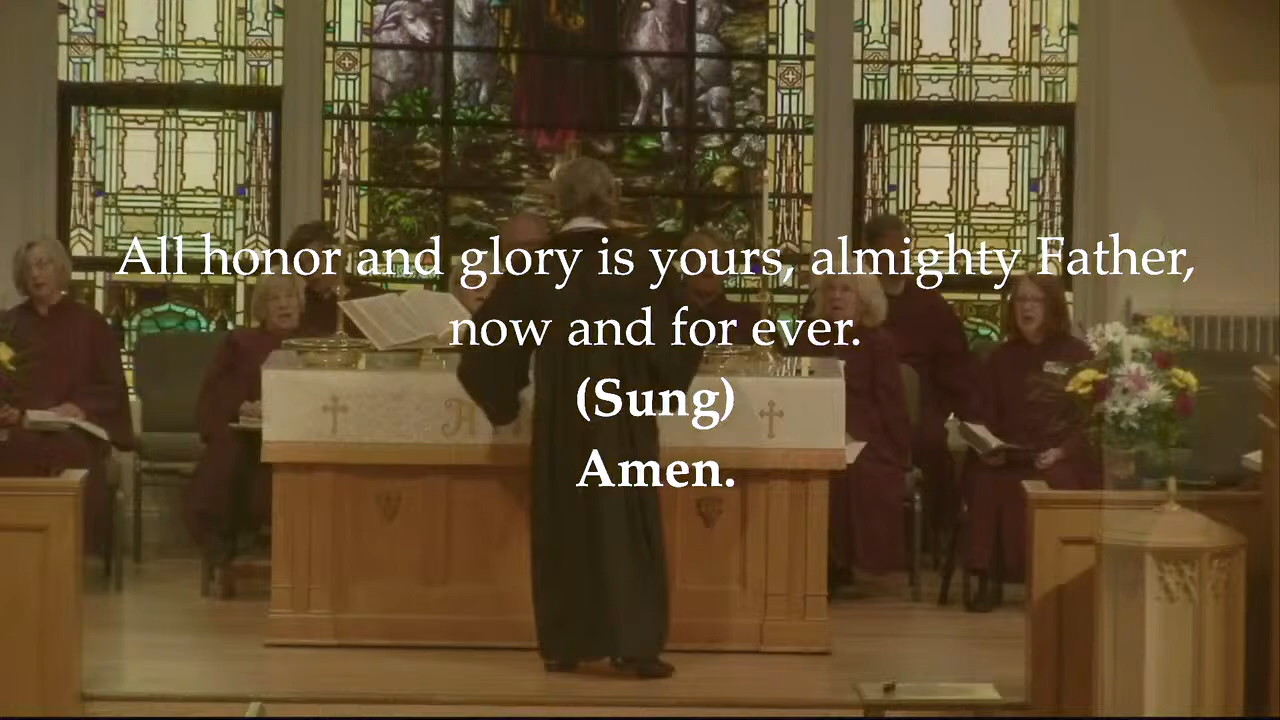 All honor and glory is yours, almighty Father,
now and for ever.
(Sung)
Amen.